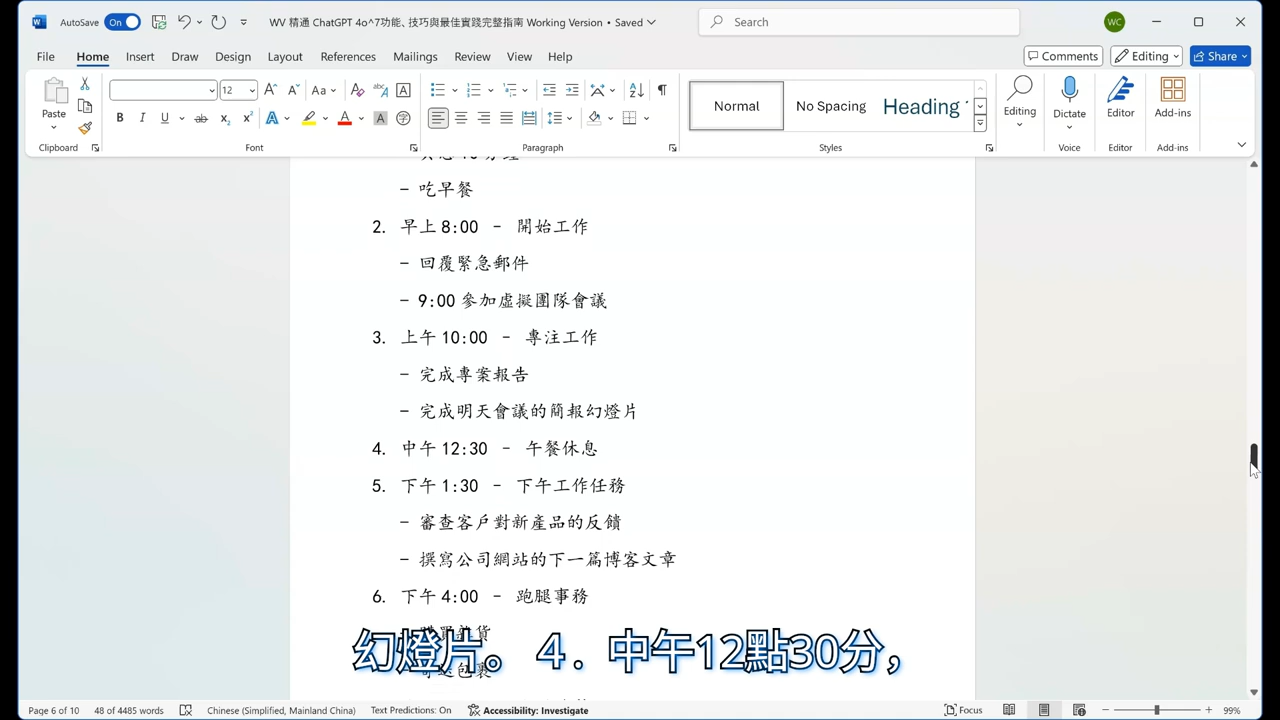 AutoSave On
WV 精通 ChatGPT 4o^7功能、技巧與最佳實踐完整指南 Working Version • Saved
Search
WC
File Home Insert Draw Design Layout References Mailings Review View Help
Comments Editing Share
Paste
12
Aa
Normal
No Spacing
Heading
Editing
Dictate
Editor
Add-ins
Clipboard Font Paragraph Styles Voice Editor Add-ins
- 吃早餐
2. 早上 8:00 - 開始工作
- 回覆緊急郵件
- 9:00 參加虛擬團隊會議
3. 上午 10:00 - 專注工作
- 完成專案報告
- 完成明天會議的簡報幻燈片
4. 中午 12:30 - 午餐休息
5. 下午 1:30 - 下午工作任務
- 審查客戶對新產品的反饋
- 撰寫公司網站的下一篇博客文章
6. 下午 4:00 - 跑腿事務
幻燈片。4. 中午12點30分,
Page 6 of 10 48 of 4485 words Chinese (Simplified, Mainland China) Text Predictions: On Accessibility: Investigate Focus 99%